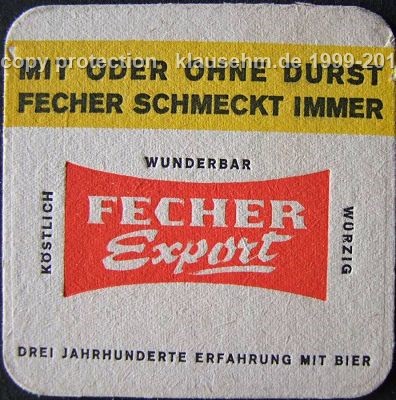 copy protection klausehm.de 1999-201
MIT ODER OHNE DURST
FECHER SCHMECKT IMMER
WUNDERBAR
KÖSTLICH
FECHER
Export
WÜRZIG
DREI JAHRHUNDERTE ERFAHRUNG MIT BIER